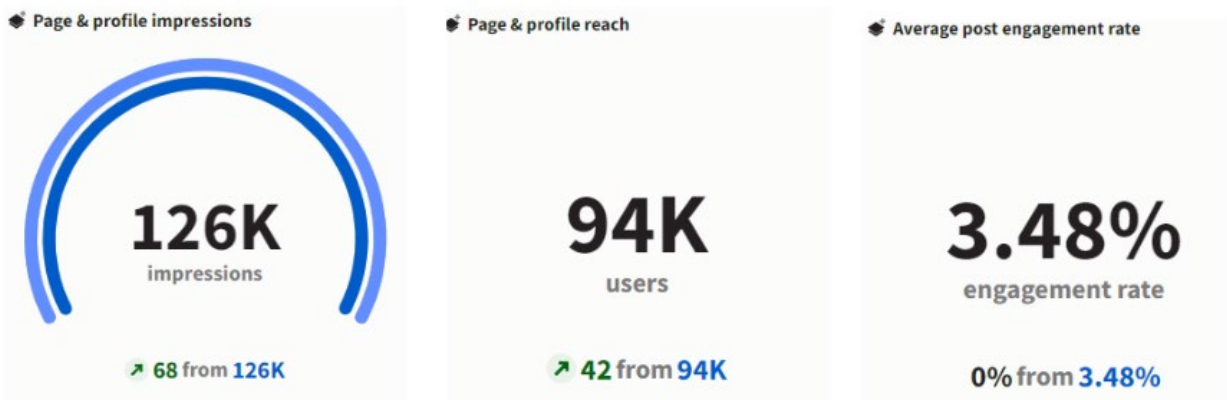 Page & profile impressions
126K
impressions
68 from 126K
Page & profile reach
94K
users
42 from 94K
Average post engagement rate
3.48%
engagement rate
0% from 3.48%